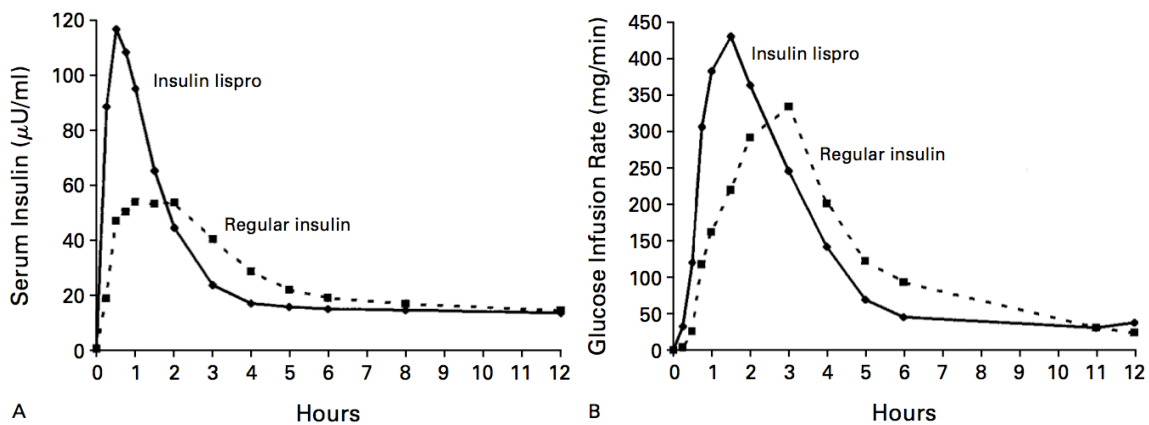 Serum Insulin (μU/ml)
120
100
80
60
40
20
0
Insulin lispro
Regular insulin
0 1 2 3 4 5 6 7 8 9 10 11 12
Hours
A
Glucose Infusion Rate (mg/min)
450
400
350
300
250
200
150
100
50
0
Insulin lispro
Regular insulin
0 1 2 3 4 5 6 7 8 9 10 11 12
Hours
B